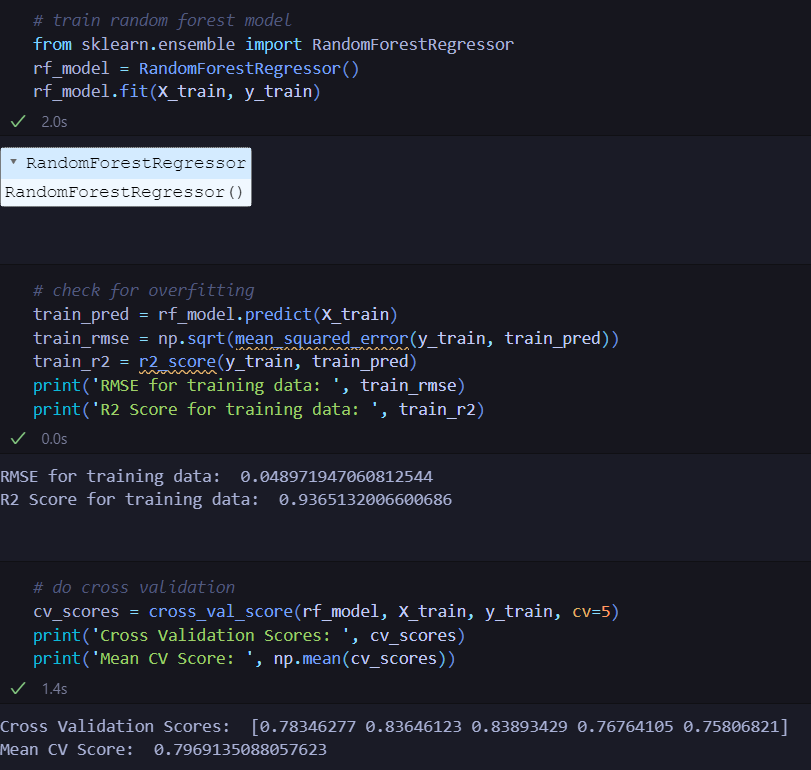 # train random forest model
from sklearn.ensemble import RandomForestRegressor
rf_model = RandomForestRegressor()
rf_model.fit(X_train, y_train)
2.0s
RandomForestRegressor
RandomForestRegressor()
# check for overfitting
train_pred = rf_model.predict(X_train)
train_rmse = np.sqrt(mean_squared_error(y_train, train_pred))
train_r2 = r2_score(y_train, train_pred)
print('RMSE for training data: ', train_rmse)
print('R2 Score for training data: ', train_r2)
0.0s
RMSE for training data:  0.048971947060812544
R2 Score for training data:  0.9365132006600686
# do cross validation
cv_scores = cross_val_score(rf_model, X_train, y_train, cv=5)
print('Cross Validation Scores: ', cv_scores)
print('Mean CV Score: ', np.mean(cv_scores))
1.4s
Cross Validation Scores:  [0.78346277 0.83646123 0.83893429 0.76764105 0.75806821]
Mean CV Score:  0.7969135088057623